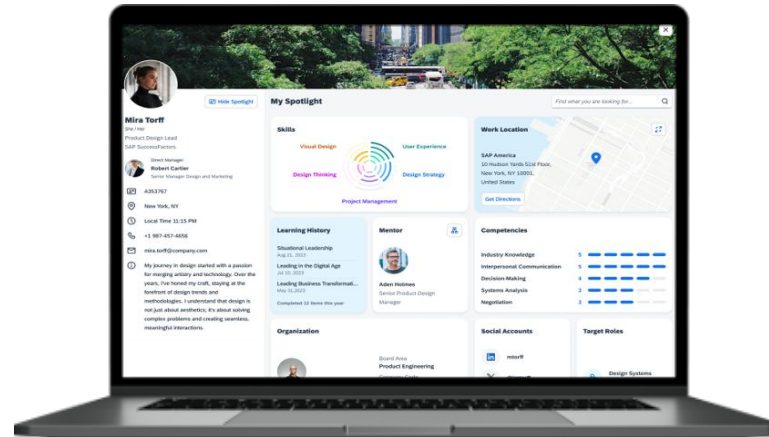 Hide Spotlight
My Spotlight
Find what you are looking for...
Mira Torff
She / Her
Product Design Lead
SAP SuccessFactors
Direct Manager
Robert Cartier
Senior Manager Design and Marketing
A353767
New York, NY
Local Time 11:15 PM
+1 987-457-4656
mira.torff@company.com
My journey in design started with a passion
for merging artistry and technology. Over the
years, I've honed my craft, staying at the
forefront of design trends and
methodologies. I understand that design is
not just about aesthetics; it's about solving
complex problems and creating seamless,
meaningful interactions.
Skills
Visual Design
User Experience
Design Thinking
Design Strategy
Project Management
Work Location
SAP America
10 Hudson Yards 51st Floor,
New York, NY 10001,
United States
Get Directions
Learning History
Situational Leadership
Aug 21, 2023
Leading in the Digital Age
Jul 10, 2023
Leading Business Transformati...
May 31,2023
Completed 12 items this year
Mentor
Aden Holmes
Senior Product Design
Manager
Competencies
Industry Knowledge 5
Interpersonal Communication 5
Decision-Making 4
Systems Analysis 3
Negotiation 3
Organization
Board Area
Product Engineering
Company Code
Social Accounts
in mtorff
Target Roles
Design Systems